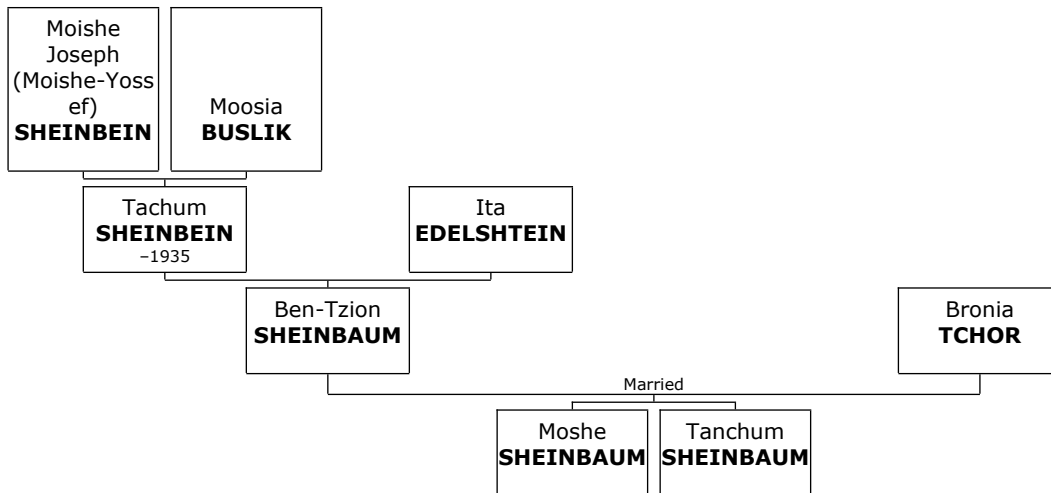 Moishe
Joseph
(Moishe-Yoss
ef)
SHEINBEIN
Moosia
BUSLIK
Tachum
SHEINBEIN
–1935
Ita
EDELSHTEIN
Ben-Tzion
SHEINBAUM
Bronia
TCHOR
Married
Moshe
SHEINBAUM
Tanchum
SHEINBAUM